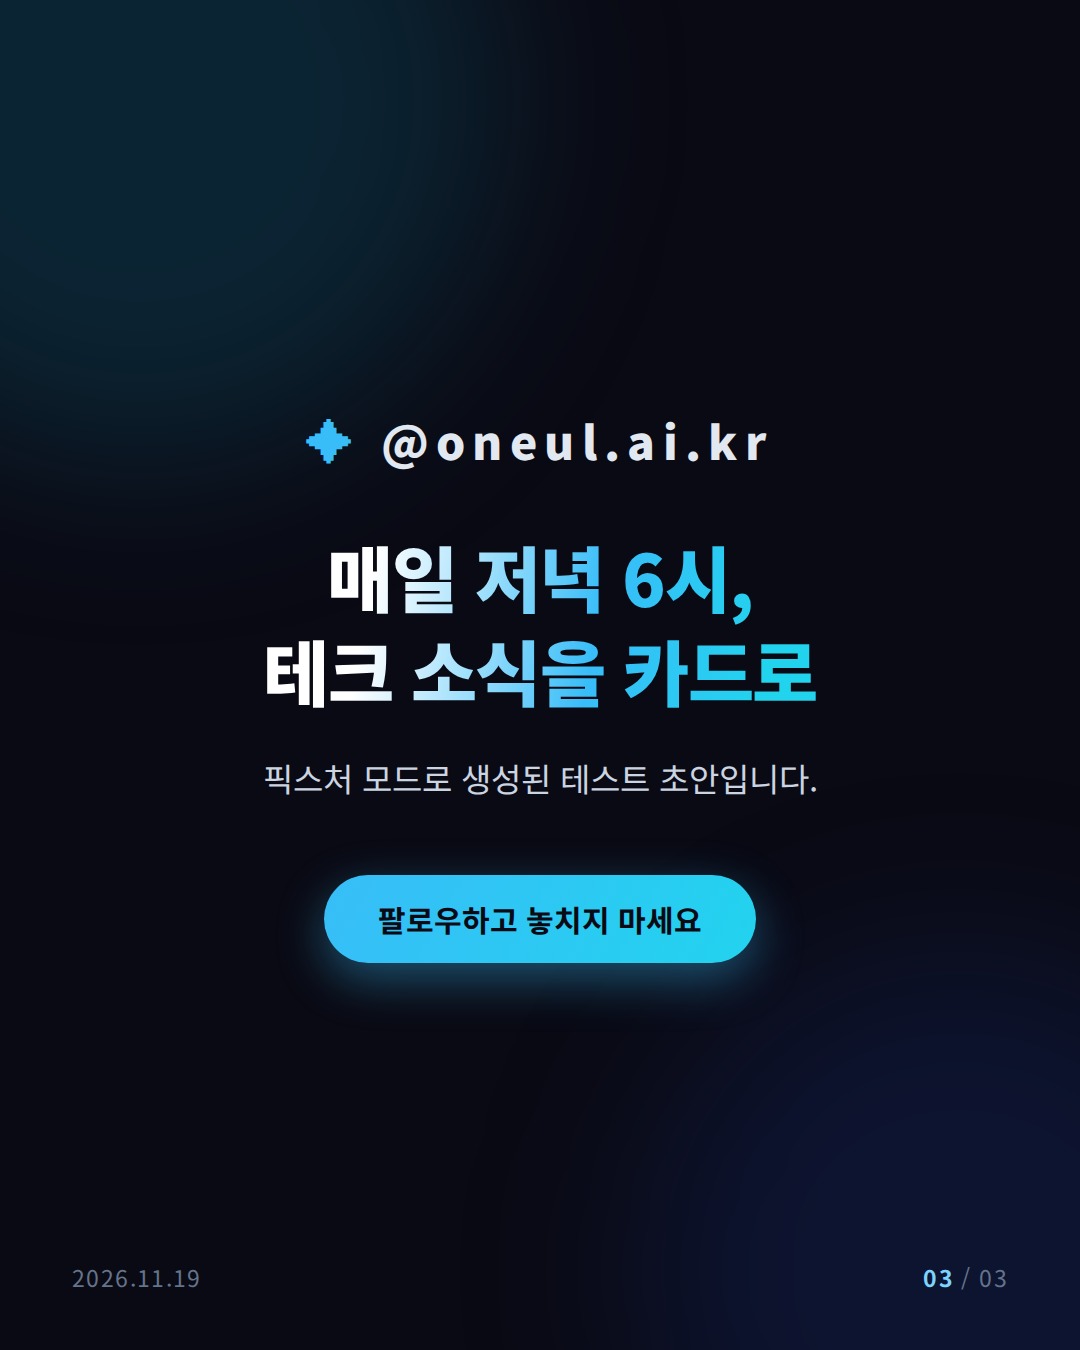 @oneul.ai.kr
매일 저녁 6시,
테크 소식을 카드로
픽스처 모드로 생성된 테스트 초안입니다.
팔로우하고 놓치지 마세요
2026.11.19
03 / 03